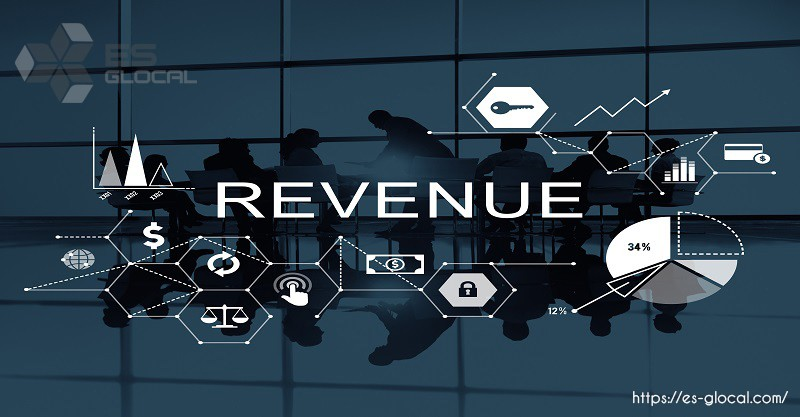 ES
GLOCAL
REVENUE
34%
12%
https://es-glocal.com/